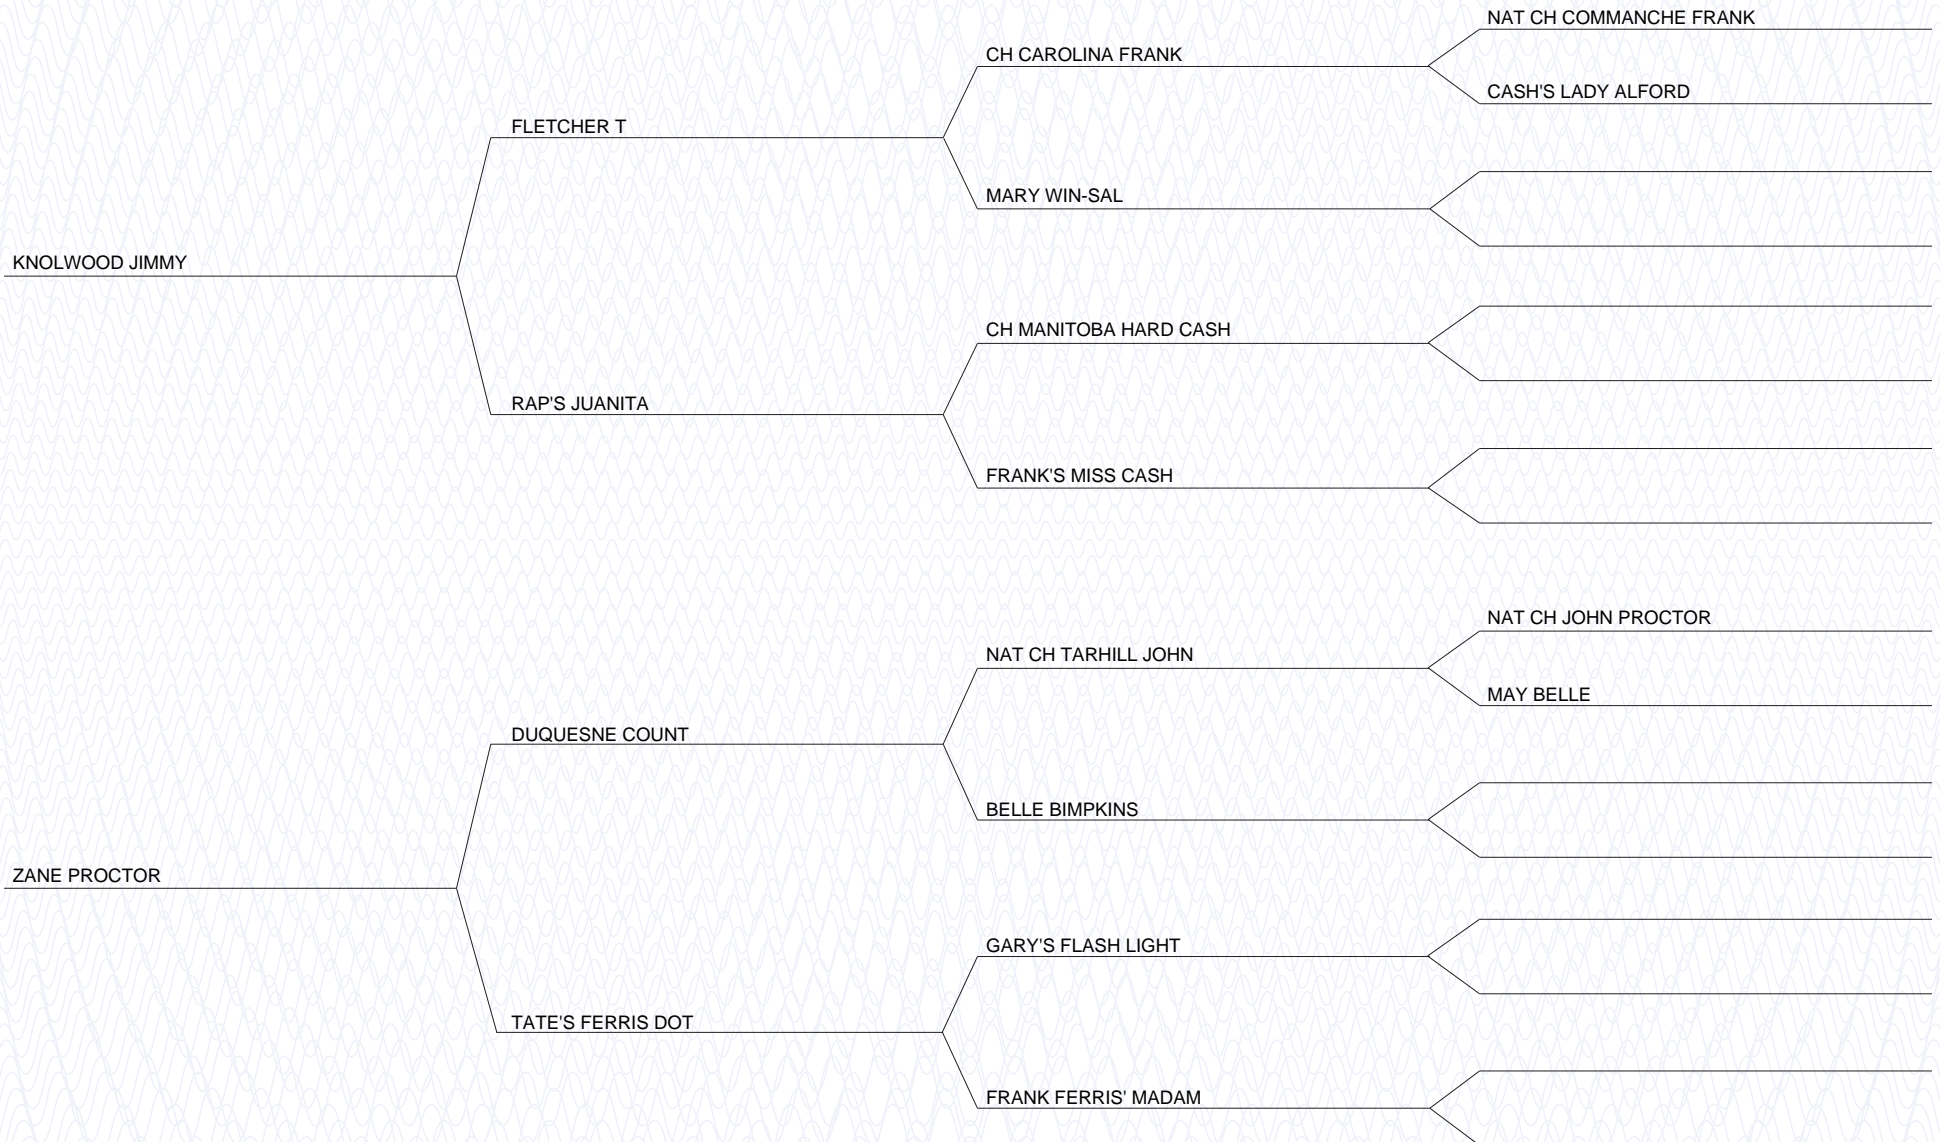 NAT CH COMMANCHE FRANK
CH CAROLINA FRANK
CASH'S LADY ALFORD
FLETCHER T
MARY WIN-SAL
KNOLWOOD JIMMY
CH MANITOBA HARD CASH
RAP'S JUANITA
FRANK'S MISS CASH
NAT CH JOHN PROCTOR
NAT CH TARHILL JOHN
MAY BELLE
DUQUESNE COUNT
BELLE BIMPKINS
ZANE PROCTOR
GARY'S FLASH LIGHT
TATE'S FERRIS DOT
FRANK FERRIS' MADAM